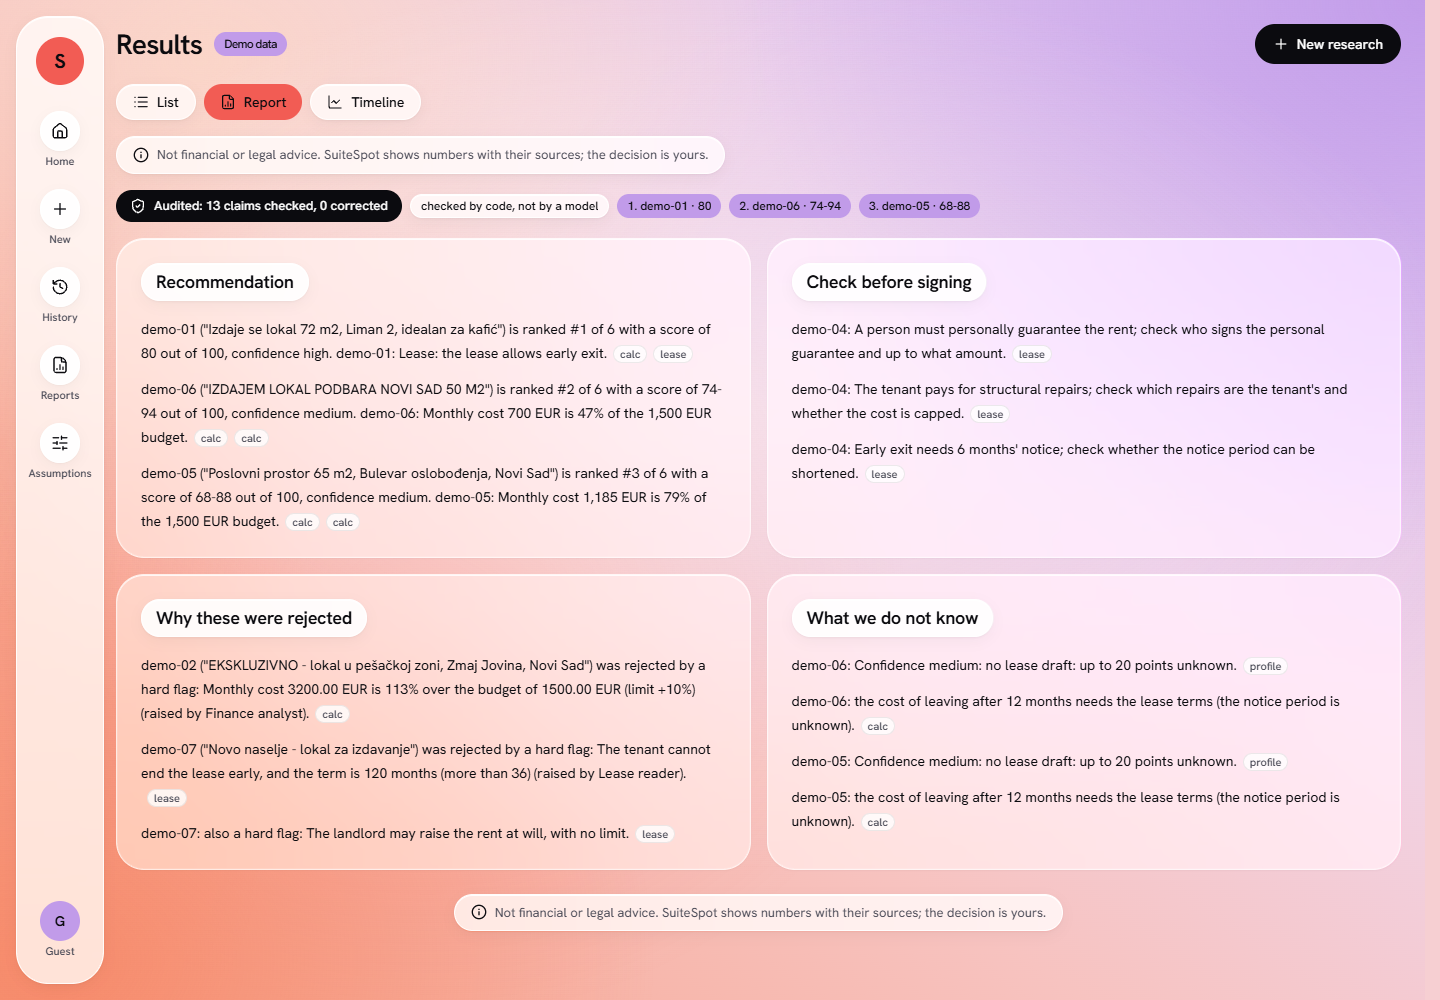 S
Home
New
History
Reports
Assumptions
G
Guest
Results
Demo data
New research
List
Report
Timeline
Not financial or legal advice. SuiteSpot shows numbers with their sources; the decision is yours.
Audited: 13 claims checked, 0 corrected
checked by code, not by a model
1. demo-01 · 80
2. demo-06 · 74-94
3. demo-05 · 68-88
Recommendation
demo-01 ("Izdaje se lokal 72 m2, Liman 2, idealan za kafić") is ranked #1 of 6 with a score of
80 out of 100, confidence high. demo-01: Lease: the lease allows early exit. calc lease
demo-06 ("IZDAJEM LOKAL PODBARA NOVI SAD 50 M2") is ranked #2 of 6 with a score of 74-
94 out of 100, confidence medium. demo-06: Monthly cost 700 EUR is 47% of the 1,500 EUR
budget. calc calc
demo-05 ("Poslovni prostor 65 m2, Bulevar oslobođenja, Novi Sad") is ranked #3 of 6 with a
score of 68-88 out of 100, confidence medium. demo-05: Monthly cost 1,185 EUR is 79% of
the 1,500 EUR budget. calc calc
Check before signing
demo-04: A person must personally guarantee the rent; check who signs the personal
guarantee and up to what amount. lease
demo-04: The tenant pays for structural repairs; check which repairs are the tenant's and
whether the cost is capped. lease
demo-04: Early exit needs 6 months' notice; check whether the notice period can be
shortened. lease
Why these were rejected
demo-02 ("EKSKLUZIVNO - lokal u pešačkoj zoni, Zmaj Jovina, Novi Sad") was rejected by a
hard flag: Monthly cost 3200.00 EUR is 113% over the budget of 1500.00 EUR (limit +10%)
(raised by Finance analyst). calc
demo-07 ("Novo naselje - lokal za izdavanje") was rejected by a hard flag: The tenant cannot
end the lease early, and the term is 120 months (more than 36) (raised by Lease reader).
lease
demo-07: also a hard flag: The landlord may raise the rent at will, with no limit. lease
What we do not know
demo-06: Confidence medium: no lease draft: up to 20 points unknown. profile
demo-06: the cost of leaving after 12 months needs the lease terms (the notice period is
unknown). calc
demo-05: Confidence medium: no lease draft: up to 20 points unknown. profile
demo-05: the cost of leaving after 12 months needs the lease terms (the notice period is
unknown). calc
Not financial or legal advice. SuiteSpot shows numbers with their sources; the decision is yours.